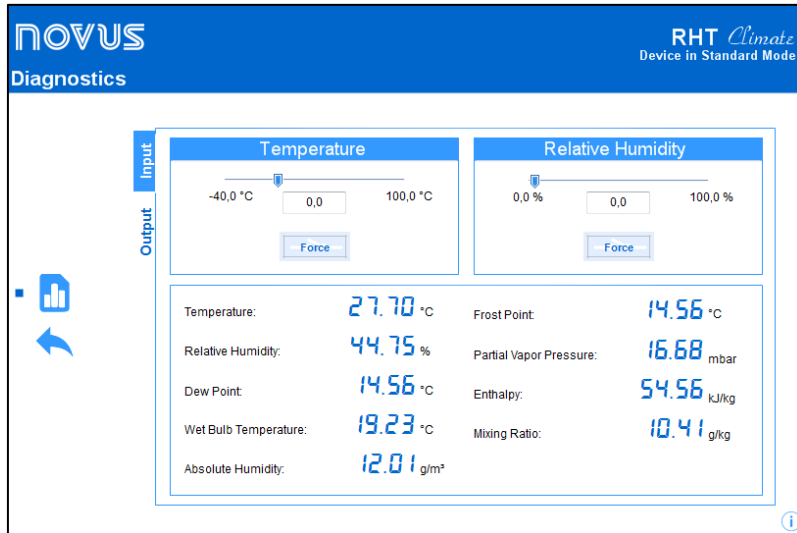 novus
RHT Climate
Device in Standard Mode
Diagnostics
Input
Output
Temperature
-40,0 °C
0,0
100,0 °C
Force
Relative Humidity
0,0 %
0,0
100,0 %
Force
Temperature: 27.70 °C
Relative Humidity: 44.75 %
Dew Point: 14.56 °C
Wet Bulb Temperature: 19.23 °C
Absolute Humidity: 12.01 g/m³
Frost Point: 14.56 °C
Partial Vapor Pressure: 16.68 mbar
Enthalpy: 54.56 kJ/kg
Mixing Ratio: 10.41 g/kg
i